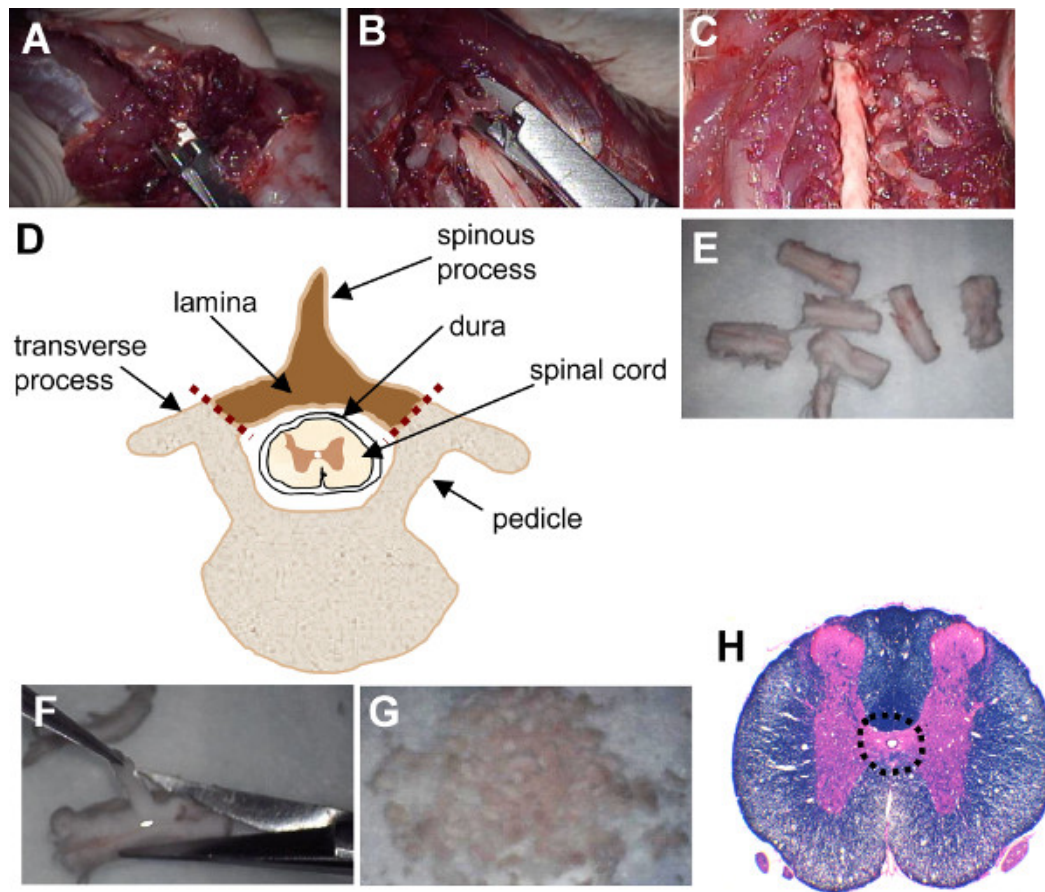 A
B
C
D
spinous
process
lamina
dura
transverse
process
spinal cord
pedicle
E
F
G
H